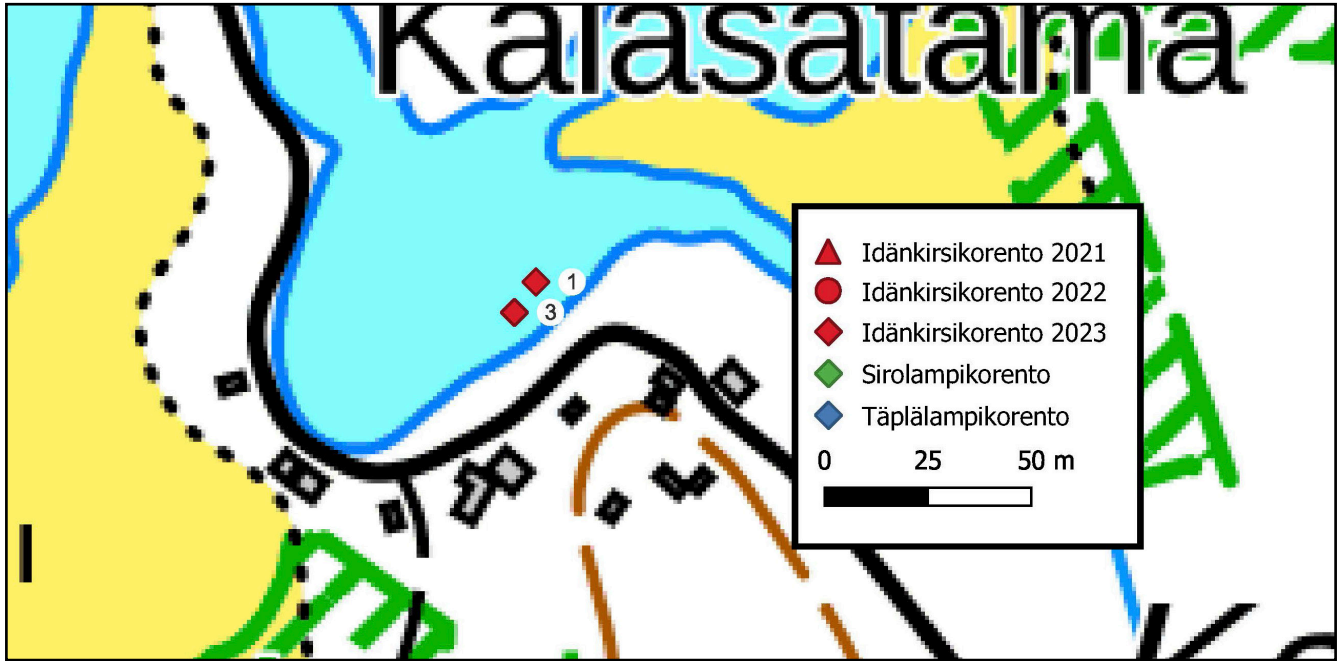 Kalasatama
1
3
Idänkirsikorento 2021
Idänkirsikorento 2022
Idänkirsikorento 2023
Sirolampikorento
Täplälampikorento
0 25 50 m